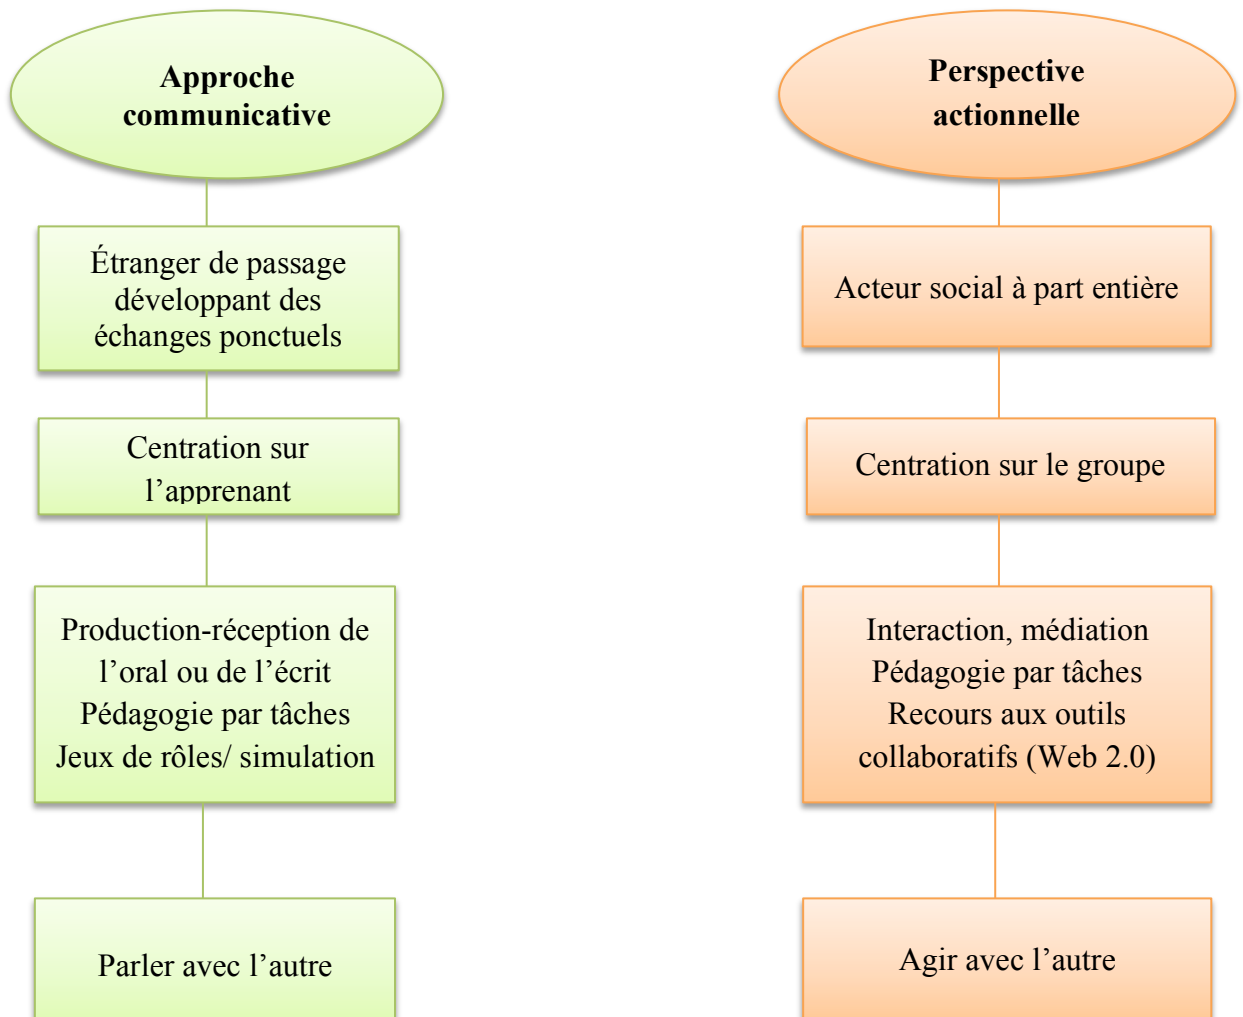 Approche
communicative
Étranger de passage
développant des
échanges ponctuels
Centration sur
l’apprenant
Production-réception de
l’oral ou de l’écrit
Pédagogie par tâches
Jeux de rôles/ simulation
Parler avec l’autre
Perspective
actionnelle
Acteur social à part entière
Centration sur le groupe
Interaction, médiation
Pédagogie par tâches
Recours aux outils
collaboratifs (Web 2.0)
Agir avec l’autre